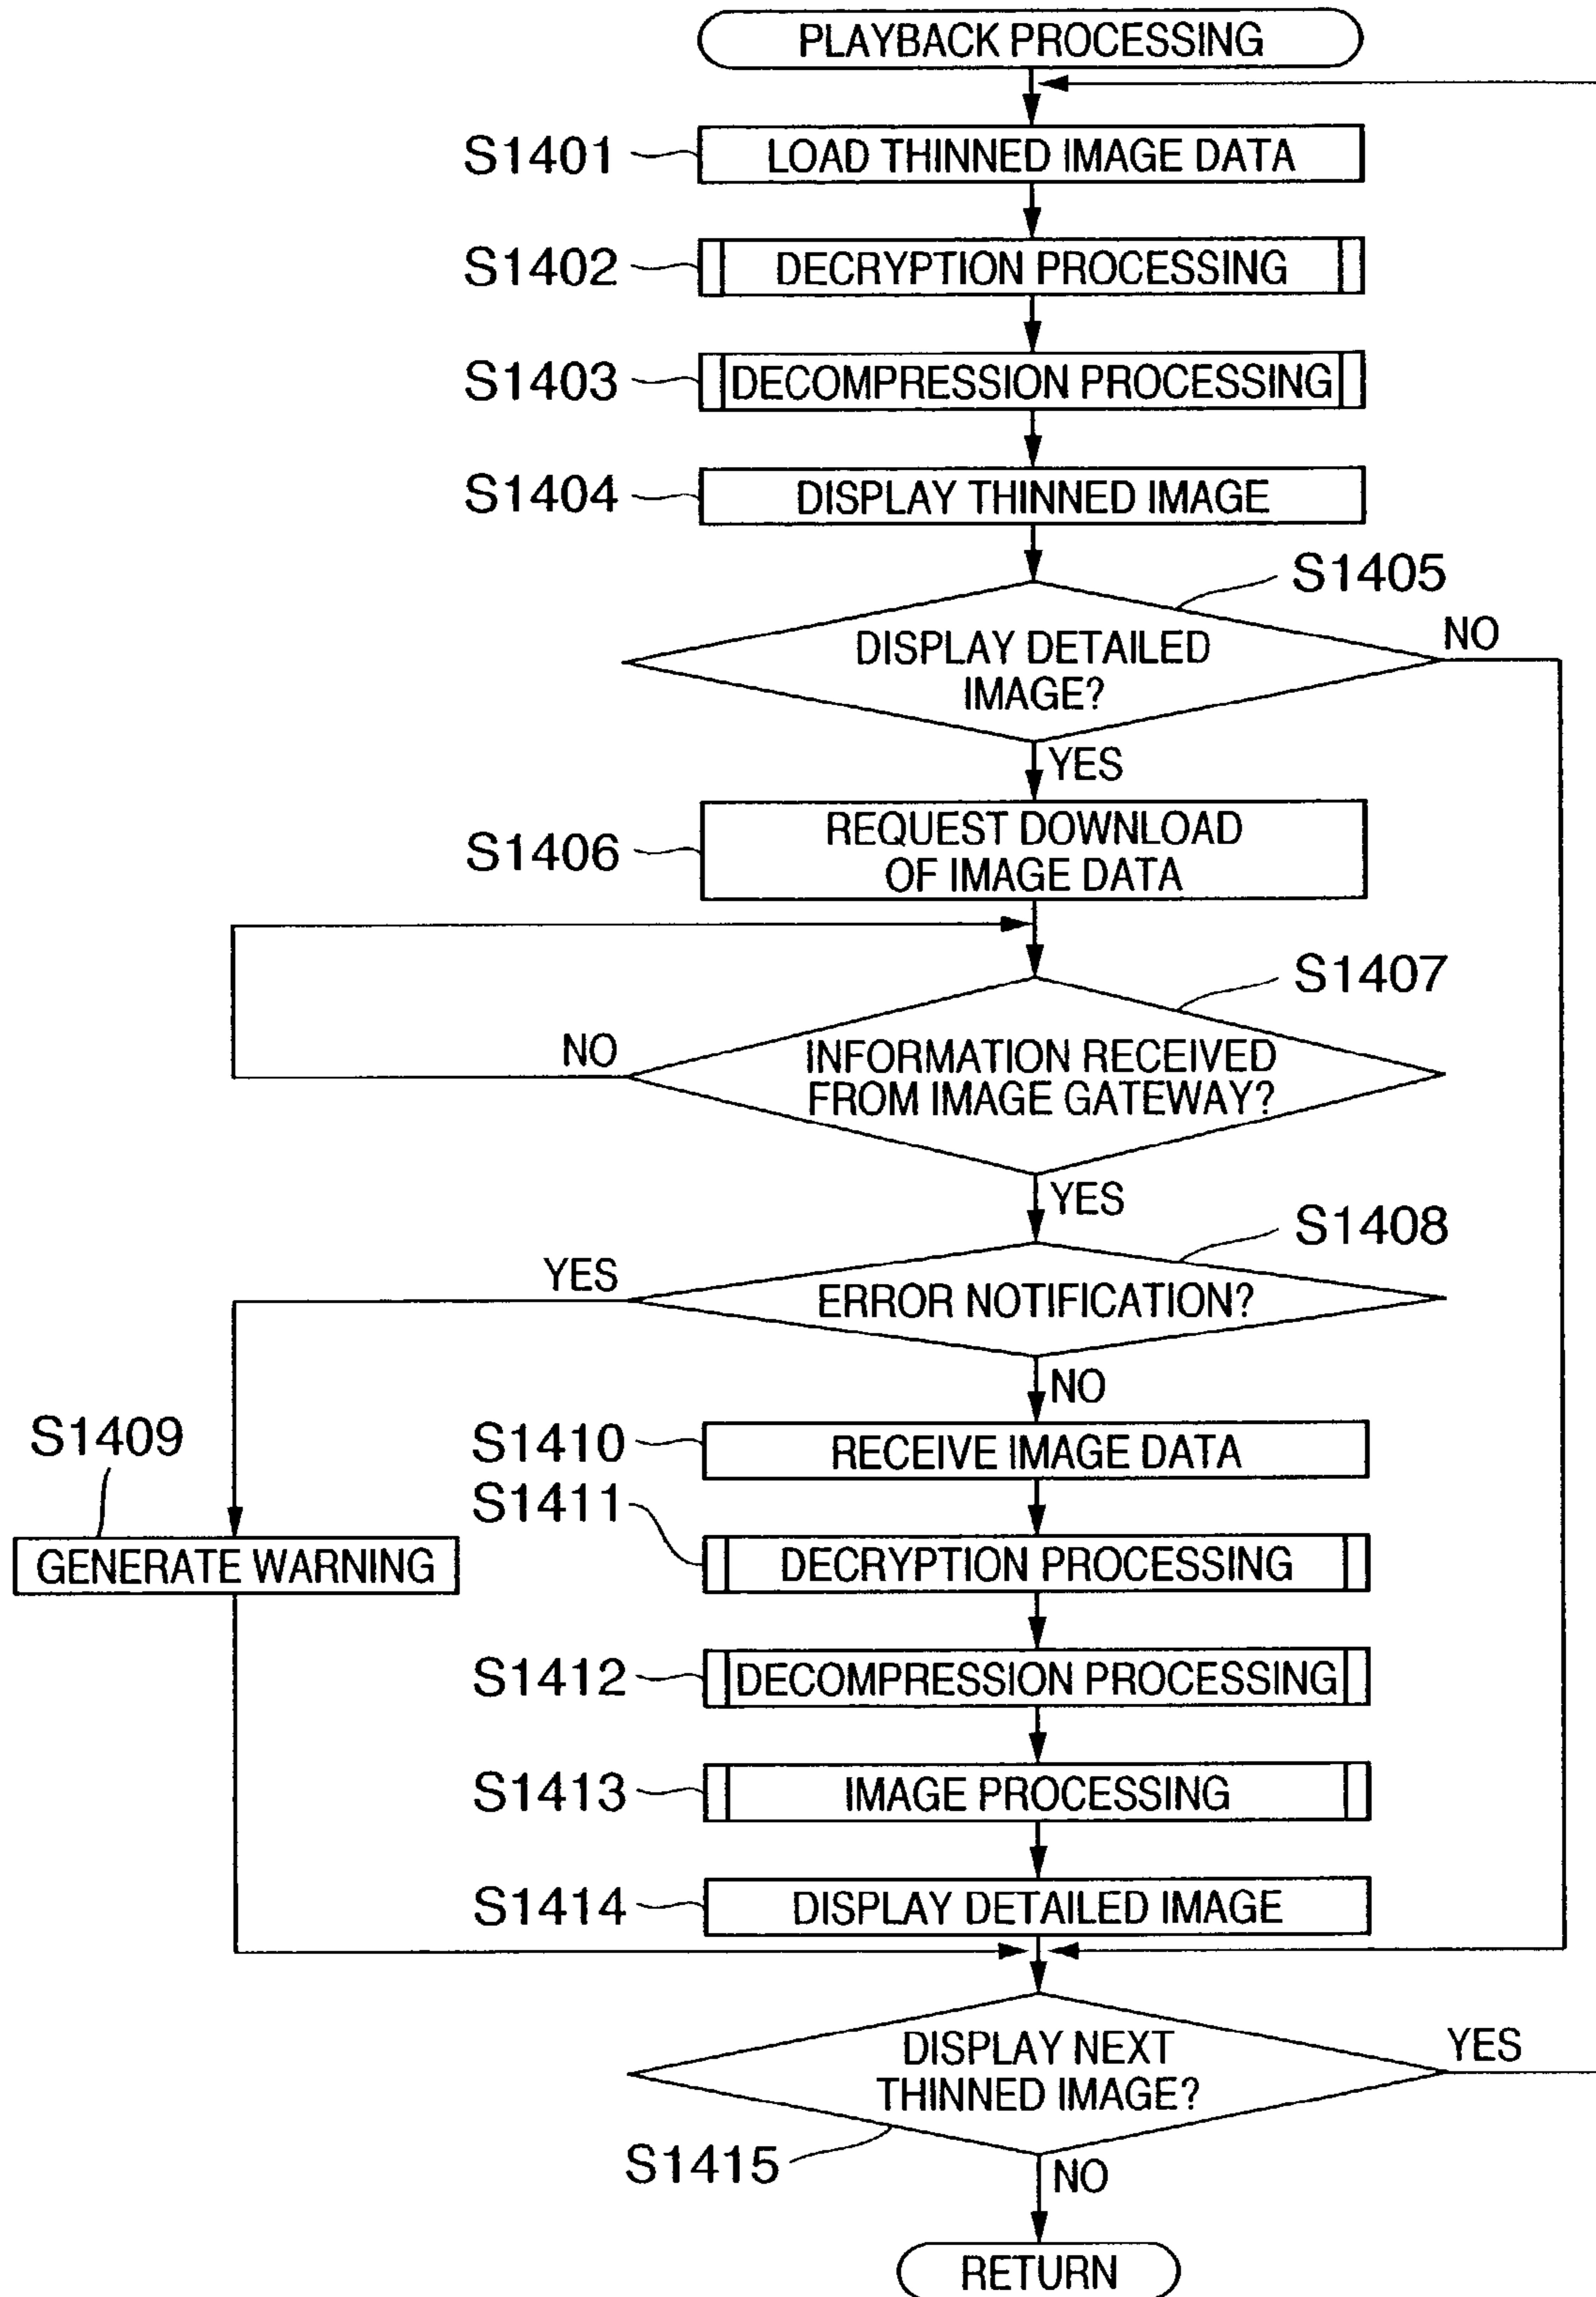 PLAYBACK PROCESSING
S1401
LOAD THINNED IMAGE DATA
S1402
DECRYPTION PROCESSING
S1403
DECOMPRESSION PROCESSING
S1404
DISPLAY THINNED IMAGE
S1405
DISPLAY DETAILED
IMAGE?
NO
YES
S1406
REQUEST DOWNLOAD
OF IMAGE DATA
S1407
NO
INFORMATION RECEIVED
FROM IMAGE GATEWAY?
YES
S1408
YES
ERROR NOTIFICATION?
NO
S1409
GENERATE WARNING
S1410
RECEIVE IMAGE DATA
S1411
DECRYPTION PROCESSING
S1412
DECOMPRESSION PROCESSING
S1413
IMAGE PROCESSING
S1414
DISPLAY DETAILED IMAGE
DISPLAY NEXT
THINNED IMAGE?
YES
S1415
NO
RETURN